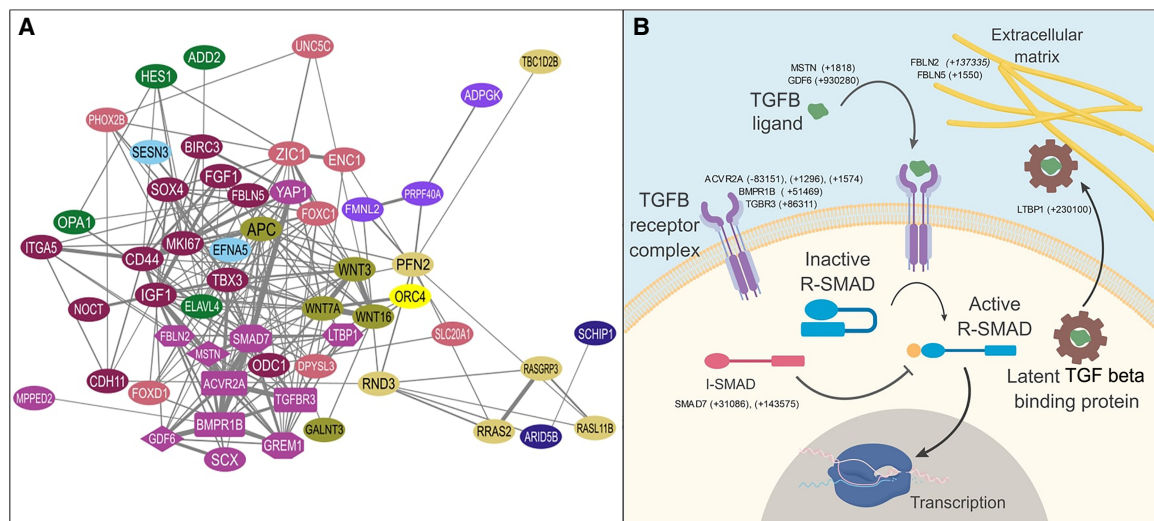 A
UNC5C
ADD2
TBC1D2B
HES1
ADPGK
PHOX2B
BIRC3
ZIC1
ENC1
SESN3
FGF1
SOX4
FBLN5
YAP1
PRPF40A
FMNL2
FOXC1
OPA1
APC
ITGA5
MKI67
EFNA5
CD44
WNT3
PFN2
TBX3
IGF1
ORC4
NOCT
ELAVL4
WNT7A
WNT16
FBLN2
SMAD7
LTBP1
SLC20A1
SCHIP1
MSTN
ODC1
DPYSL3
RASGRP3
CDH11
FOXD1
ACVR2A
RND3
MPPED2
TGFBR3
BMPR1B
GALNT3
RRAS2
ARID5B
RASL11B
GDF6
GREM1
SCX
B
Extracellular
matrix
MSTN (+1818)
GDF6 (+930280)
FBLN2 (+137335)
FBLN5 (+1550)
TGFB
ligand
ACVR2A (-83151), (+1296), (+1574)
BMPR1B (+51469)
TGBR3 (+86311)
TGFB
receptor
complex
LTBP1 (+230100)
Inactive
R-SMAD
Active
R-SMAD
I-SMAD
SMAD7 (+31086), (+143575)
Latent TGF beta
binding protein
Transcription